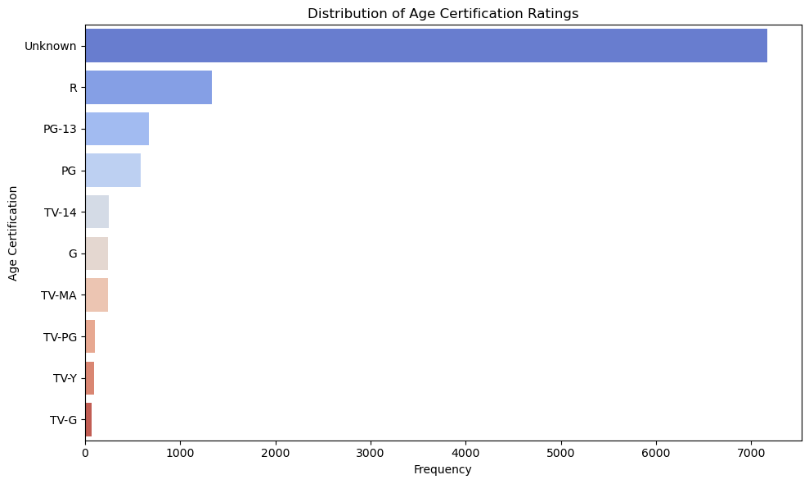 Distribution of Age Certification Ratings
Age Certification
Unknown
R
PG-13
PG
TV-14
G
TV-MA
TV-PG
TV-Y
TV-G
0 1000 2000 3000 4000 5000 6000 7000
Frequency